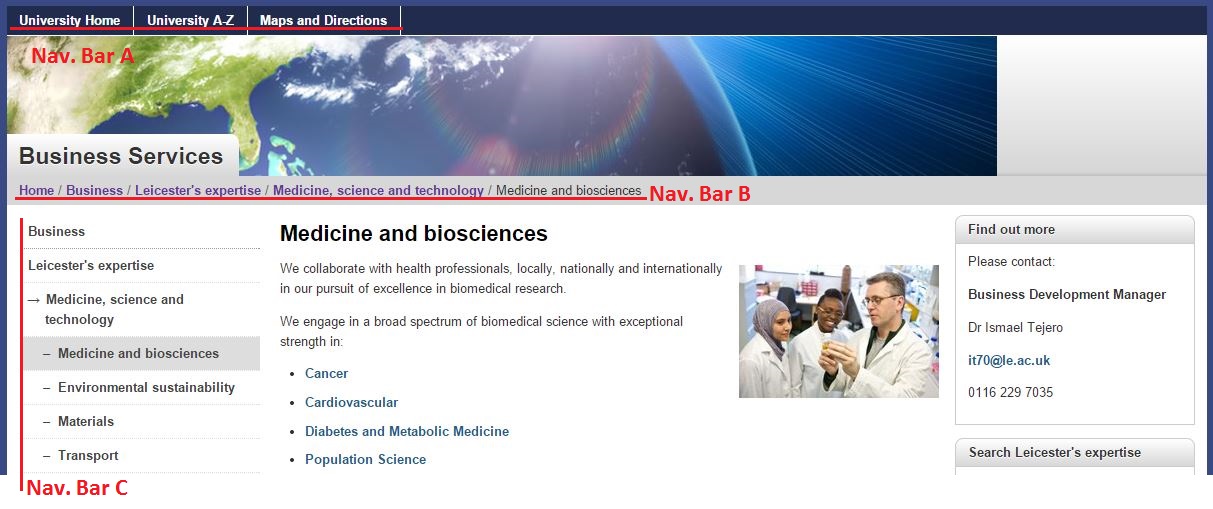 University Home University A-Z Maps and Directions
Nav. Bar A
Business Services
Home / Business / Leicester's expertise / Medicine, science and technology / Medicine and biosciences
Nav. Bar B
Business
Leicester's expertise
→ Medicine, science and
technology
– Medicine and biosciences
– Environmental sustainability
– Materials
– Transport
Nav. Bar C
Medicine and biosciences
We collaborate with health professionals, locally, nationally and internationally
in our pursuit of excellence in biomedical research.
We engage in a broad spectrum of biomedical science with exceptional
strength in:
• Cancer
• Cardiovascular
• Diabetes and Metabolic Medicine
• Population Science
Find out more
Please contact:
Business Development Manager
Dr Ismael Tejero
it70@le.ac.uk
0116 229 7035
Search Leicester's expertise